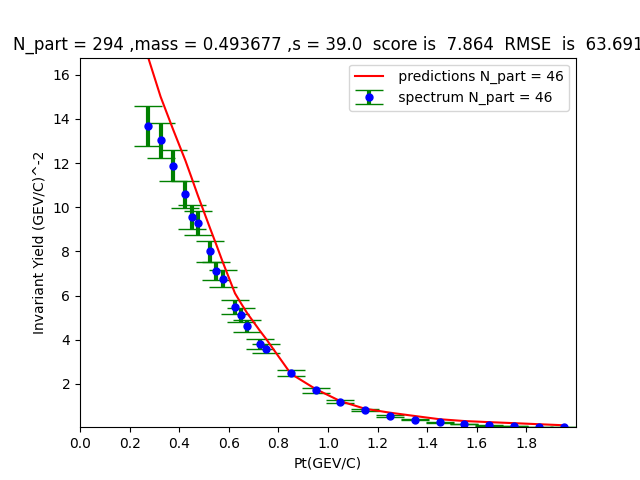 N_part = 294 ,mass = 0.493677 ,s = 39.0  score is  7.864  RMSE  is  63.691
predictions N_part = 46
spectrum N_part = 46
Invariant Yield (GEV/C)^-2
16
14
12
10
8
6
4
2
0.0 0.2 0.4 0.6 0.8 1.0 1.2 1.4 1.6 1.8
Pt(GEV/C)